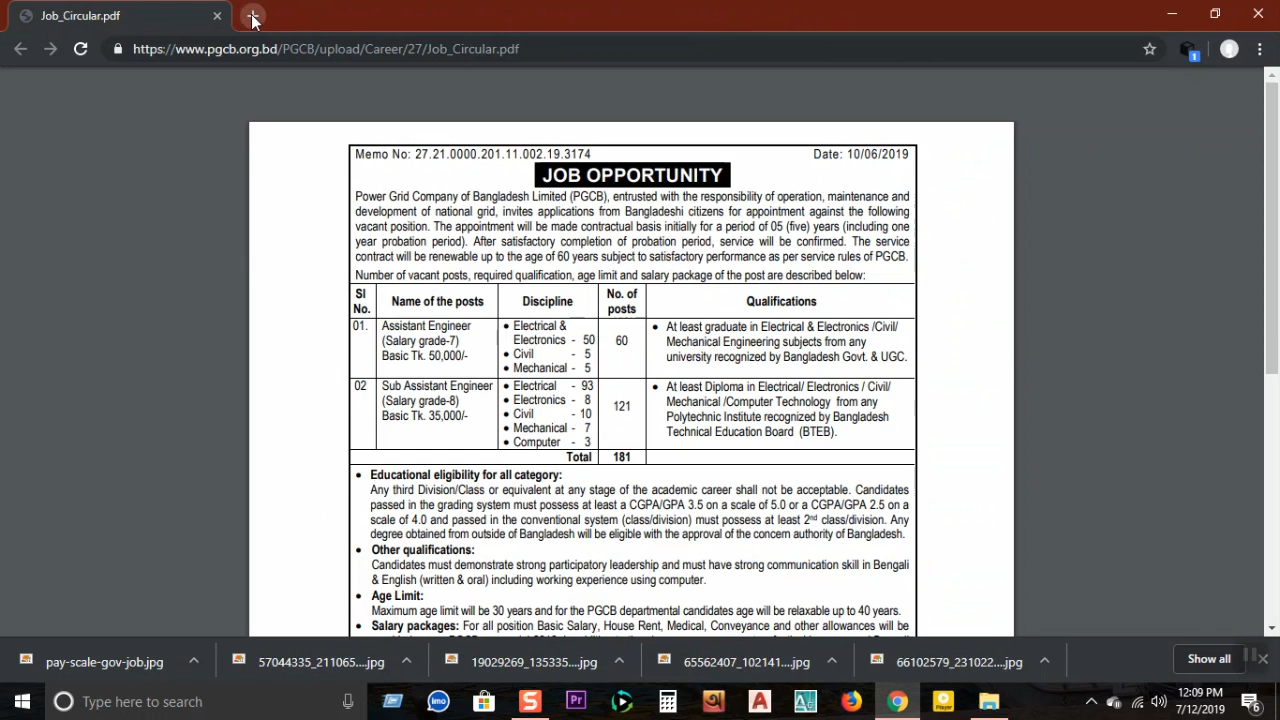 Job_Circular.pdf
https://www.pgcb.org.bd/PGCB/upload/Career/27/Job_Circular.pdf
1
Memo No: 27.21.0000.201.11.002.19.3174 Date: 10/06/2019
JOB OPPORTUNITY
Power Grid Company of Bangladesh Limited (PGCB), entrusted with the responsibility of operation, maintenance and
development of national grid, invites applications from Bangladeshi citizens for appointment against the following
vacant position. The appointment will be made contractual basis initially for a period of 05 (five) years (including one
year probation period). After satisfactory completion of probation period, service will be confirmed. The service
contract will be renewable up to the age of 60 years subject to satisfactory performance as per service rules of PGCB.
Number of vacant posts, required qualification, age limit and salary package of the post are described below:
Sl No. Name of the posts Discipline No. of posts Qualifications
01. Assistant Engineer
(Salary grade-7)
Basic Tk. 50,000/-
• Electrical &
Electronics - 50
• Civil - 5
• Mechanical - 5
60
• At least graduate in Electrical & Electronics /Civil/
Mechanical Engineering subjects from any
university recognized by Bangladesh Govt. & UGC.
02 Sub Assistant Engineer
(Salary grade-8)
Basic Tk. 35,000/-
• Electrical - 93
• Electronics - 8
• Civil - 10
• Mechanical - 7
• Computer - 3
121
• At least Diploma in Electrical/ Electronics / Civil/
Mechanical /Computer Technology from any
Polytechnic Institute recognized by Bangladesh
Technical Education Board (BTEB).
Total 181
• Educational eligibility for all category:
Any third Division/Class or equivalent at any stage of the academic career shall not be acceptable. Candidates
passed in the grading system must possess at least a CGPA/GPA 3.5 on a scale of 5.0 or a CGPA/GPA 2.5 on a
scale of 4.0 and passed in the conventional system (class/division) must possess at least 2nd class/division. Any
degree obtained from outside of Bangladesh will be eligible with the approval of the concern authority of Bangladesh.
• Other qualifications:
Candidates must demonstrate strong participatory leadership and must have strong communication skill in Bengali
& English (written & oral) including working experience using computer.
• Age Limit:
Maximum age limit will be 30 years and for the PGCB departmental candidates age will be relaxable up to 40 years.
• Salary packages: For all position Basic Salary, House Rent, Medical, Conveyance and other allowances will be
pay-scale-gov-job.jpg 57044335_211065....jpg 19029269_135335....jpg 65562407_102141....jpg 66102579_231022....jpg Show all
Type here to search
imo
S
Pr
অ
A
Player
12:09 PM
7/12/2019
6